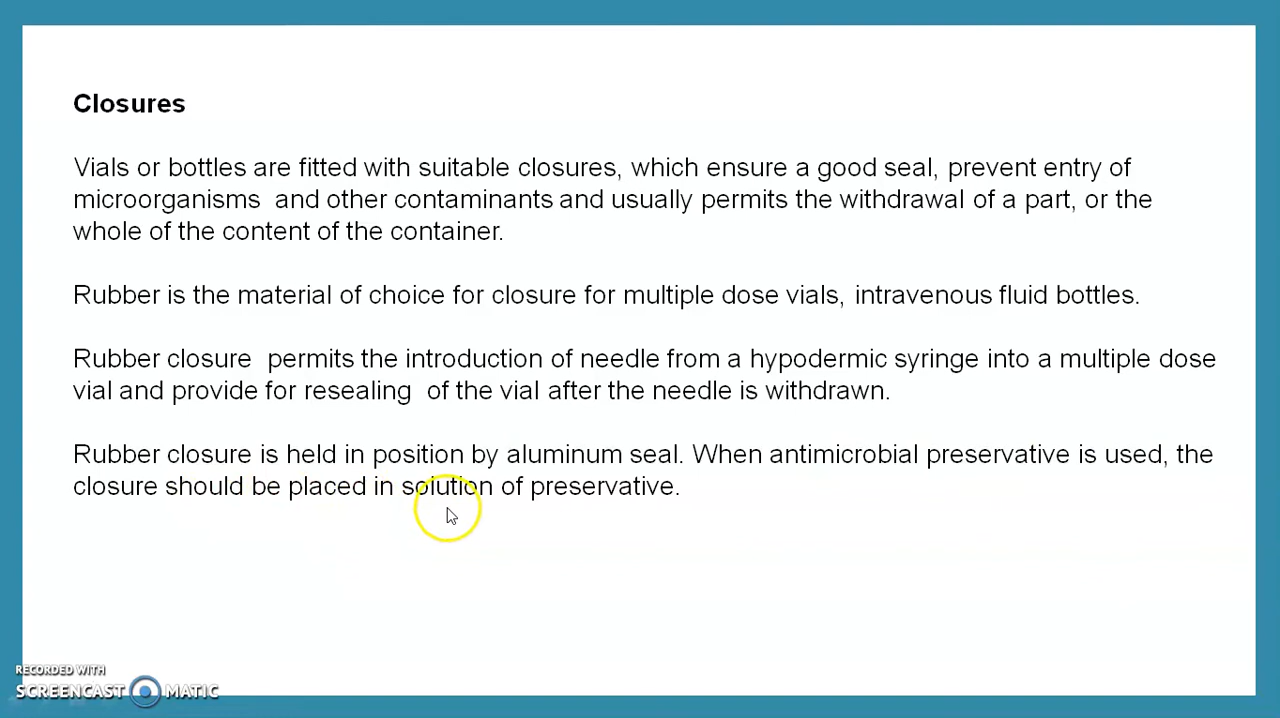 Closures
Vials or bottles are fitted with suitable closures, which ensure a good seal, prevent entry of
microorganisms and other contaminants and usually permits the withdrawal of a part, or the
whole of the content of the container.
Rubber is the material of choice for closure for multiple dose vials, intravenous fluid bottles.
Rubber closure permits the introduction of needle from a hypodermic syringe into a multiple dose
vial and provide for resealing of the vial after the needle is withdrawn.
Rubber closure is held in position by aluminum seal. When antimicrobial preservative is used, the
closure should be placed in solution of preservative.
RECORDED WITH
SCREENCAST MATIC